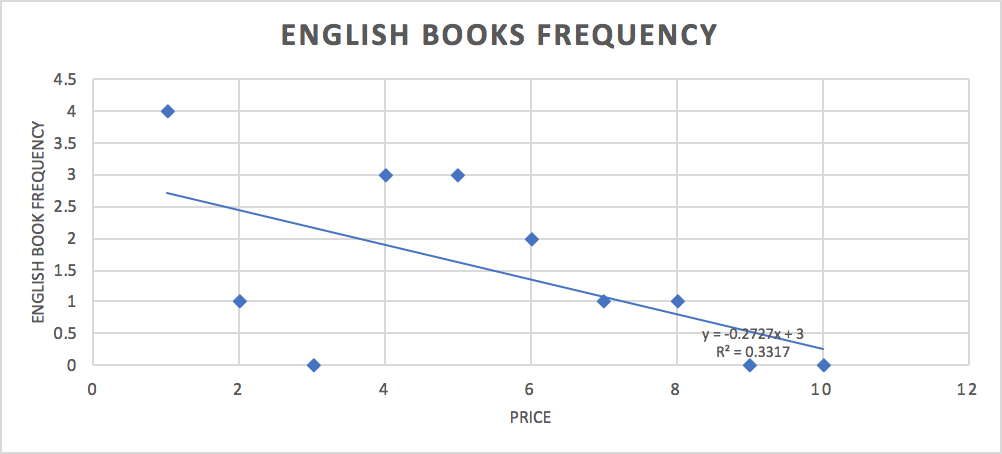 ENGLISH BOOKS FREQUENCY
ENGLISH BOOK FREQUENCY
4.5
4
3.5
3
2.5
2
1.5
1
0.5
0
y = -0.2727x + 3
R² = 0.3317
0 2 4 6 8 10 12
PRICE